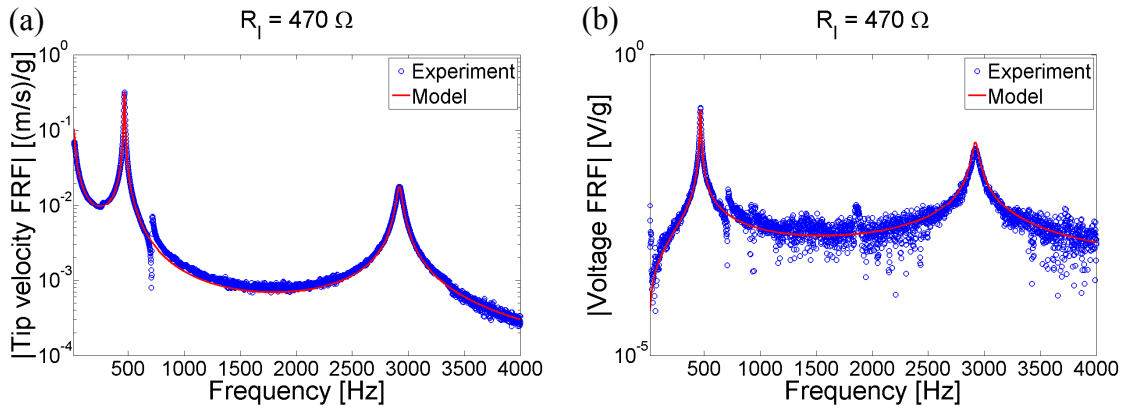 (a)
R_l = 470 Ω
|Tip velocity FRF| [(m/s)/g]
10^0
10^-1
10^-2
10^-3
10^-4
Experiment
Model
500 1000 1500 2000 2500 3000 3500 4000
Frequency [Hz]
(b)
R_l = 470 Ω
|Voltage FRF| [V/g]
10^0
10^-5
Experiment
Model
500 1000 1500 2000 2500 3000 3500 4000
Frequency [Hz]